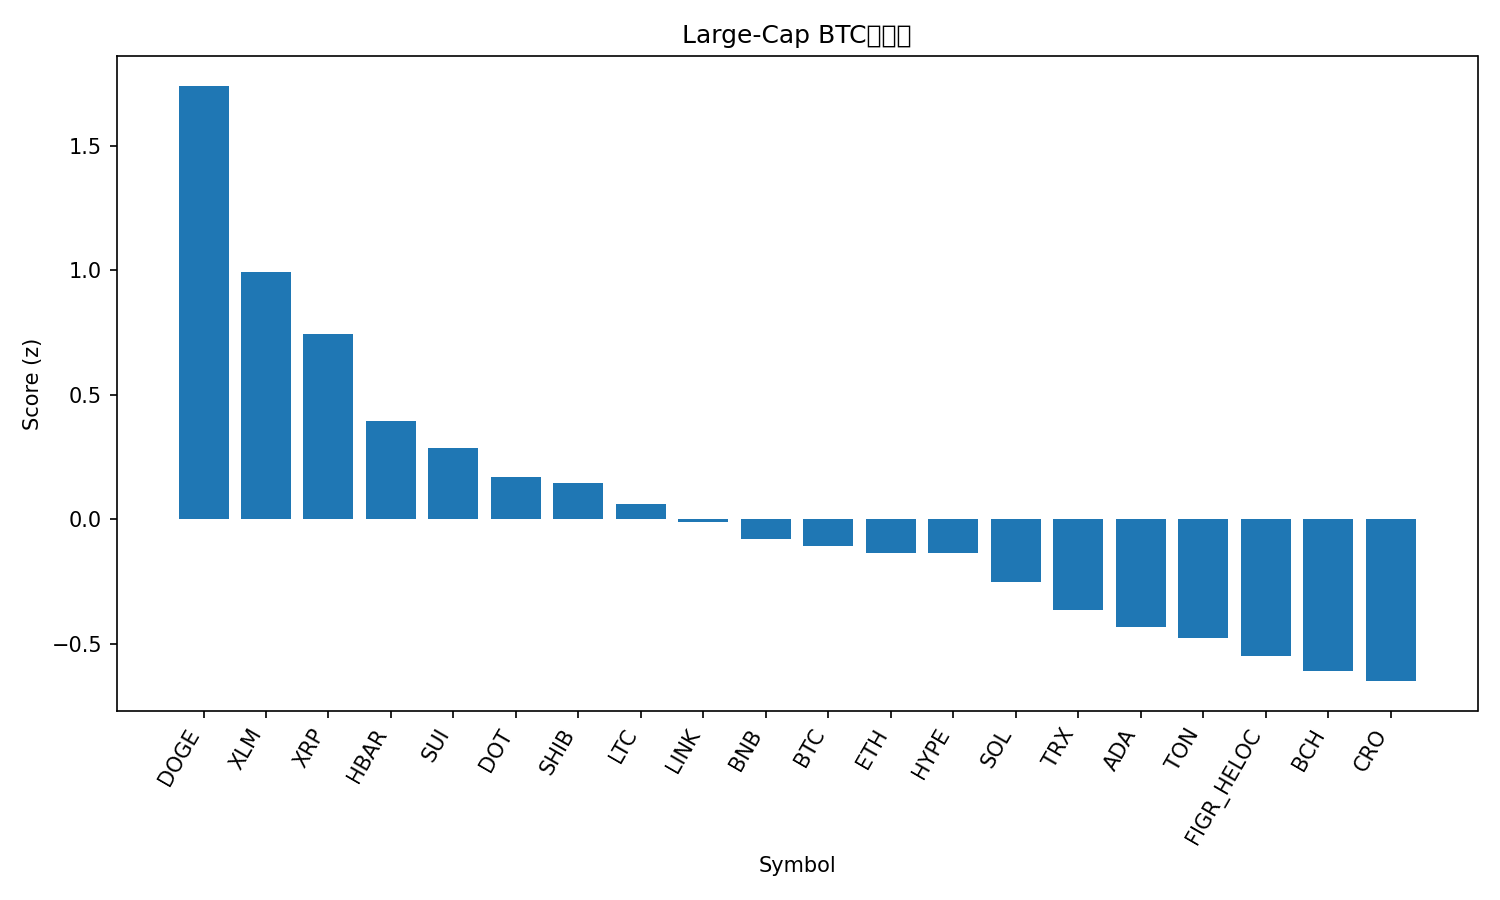 Large-Cap BTC
Score (z)
1.5
1.0
0.5
0.0
−0.5
DOGE
XLM
XRP
HBAR
SUI
DOT
SHIB
LTC
LINK
BNB
BTC
ETH
HYPE
SOL
TRX
ADA
TON
FIGR_HELOC
BCH
CRO
Symbol